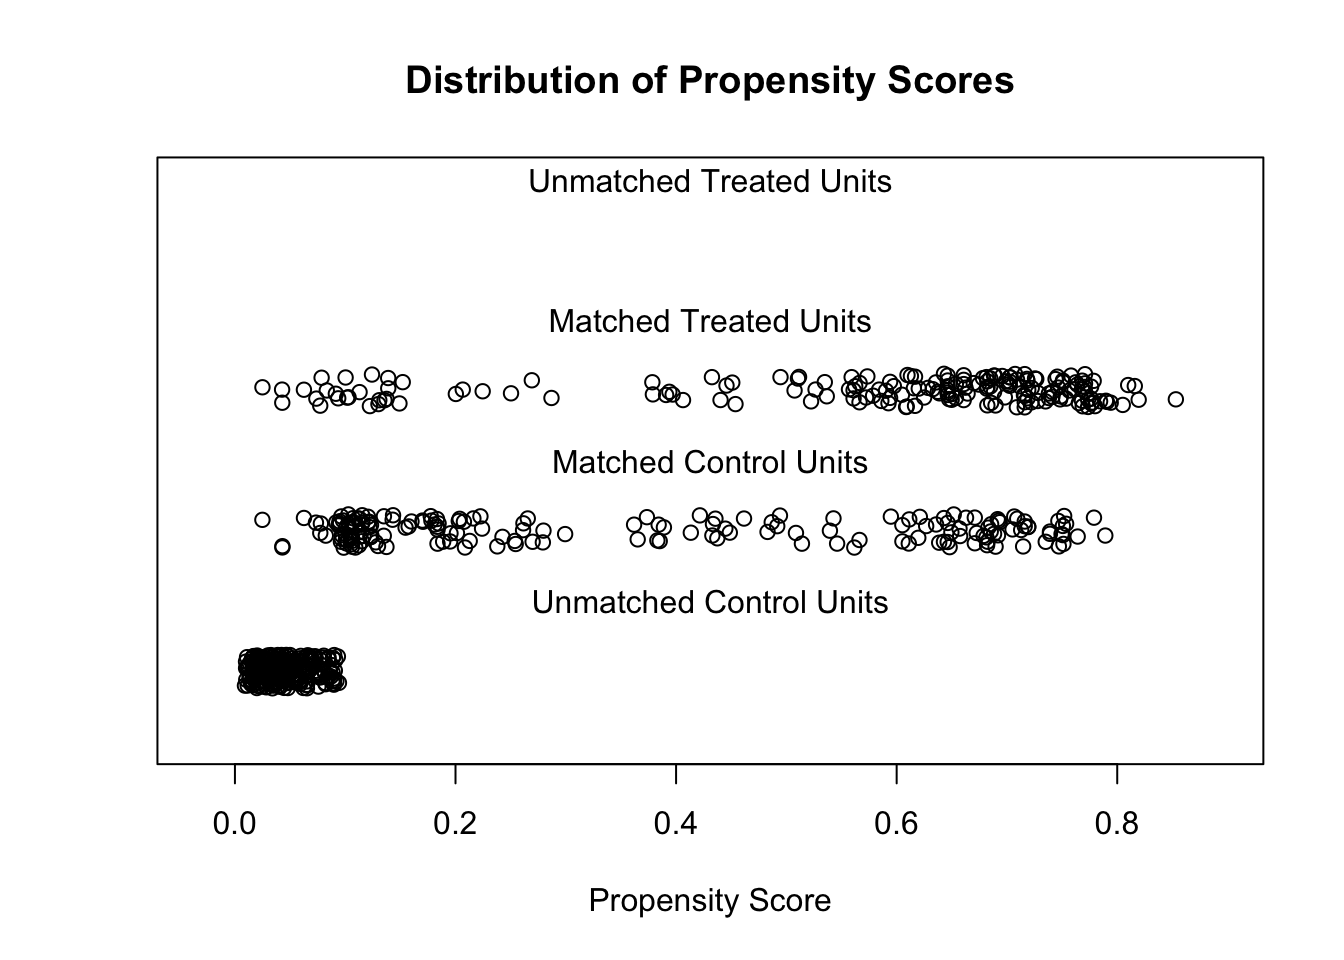 Distribution of Propensity Scores
Unmatched Treated Units
Matched Treated Units
Matched Control Units
Unmatched Control Units
0.0 0.2 0.4 0.6 0.8
Propensity Score